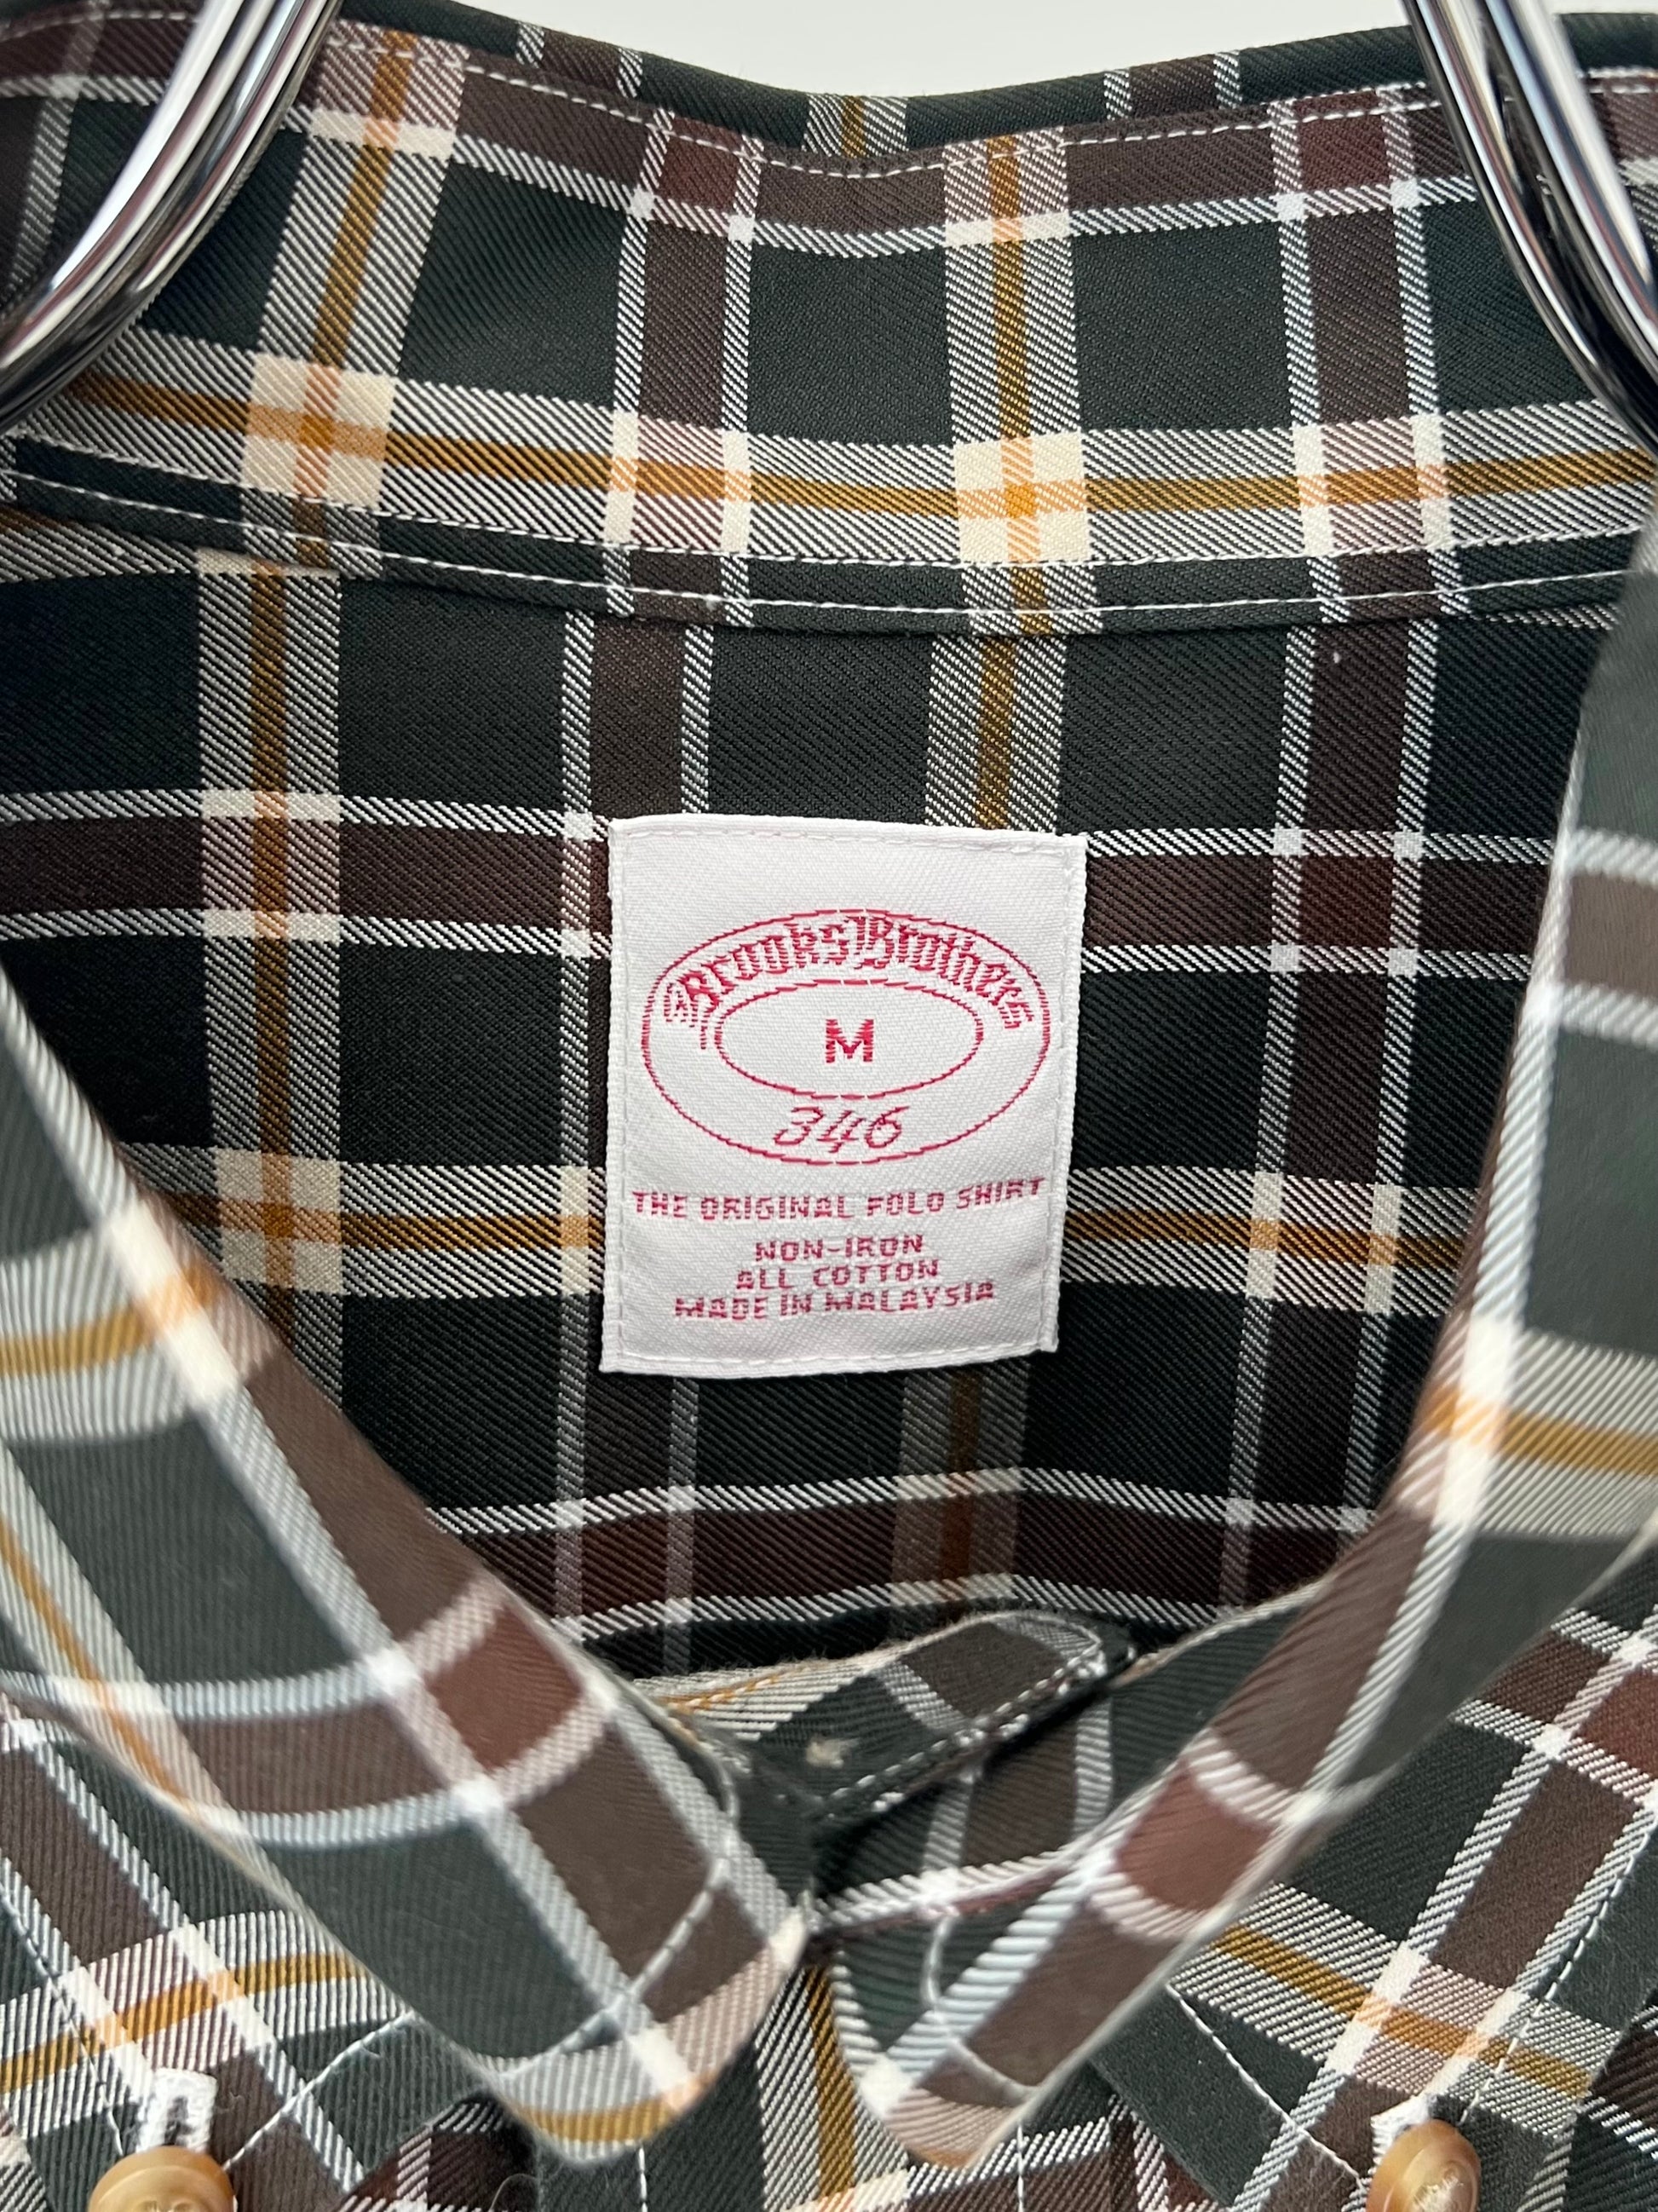 Brooks Brothers
M
346
THE ORIGINAL POLO SHIRT
NON-IRON
ALL COTTON
MADE IN MALAYSIA